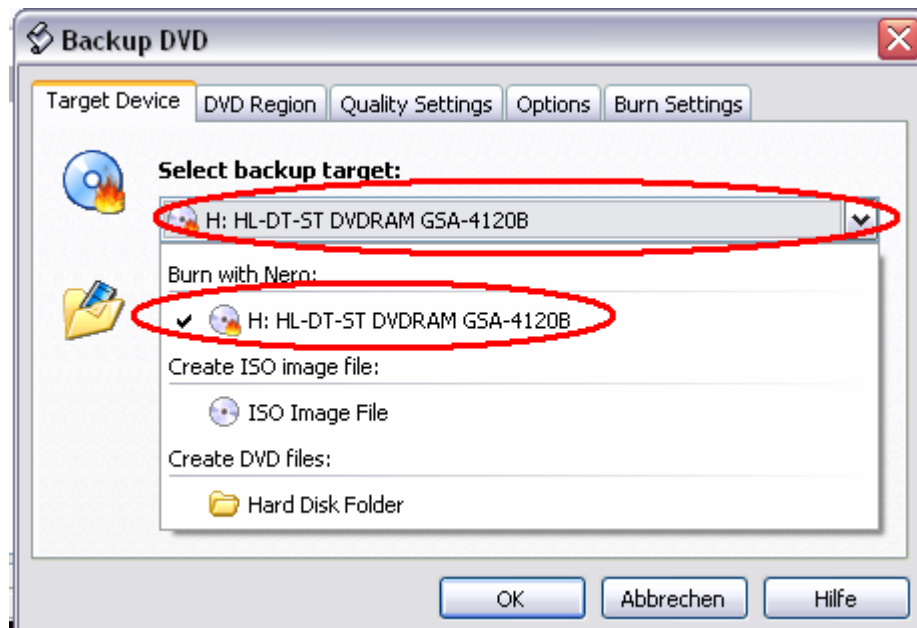 Backup DVD
Target Device DVD Region Quality Settings Options Burn Settings
Select backup target:
H: HL-DT-ST DVDRAM GSA-4120B
Burn with Nero:
H: HL-DT-ST DVDRAM GSA-4120B
Create ISO image file:
ISO Image File
Create DVD files:
Hard Disk Folder
OK Abbrechen Hilfe